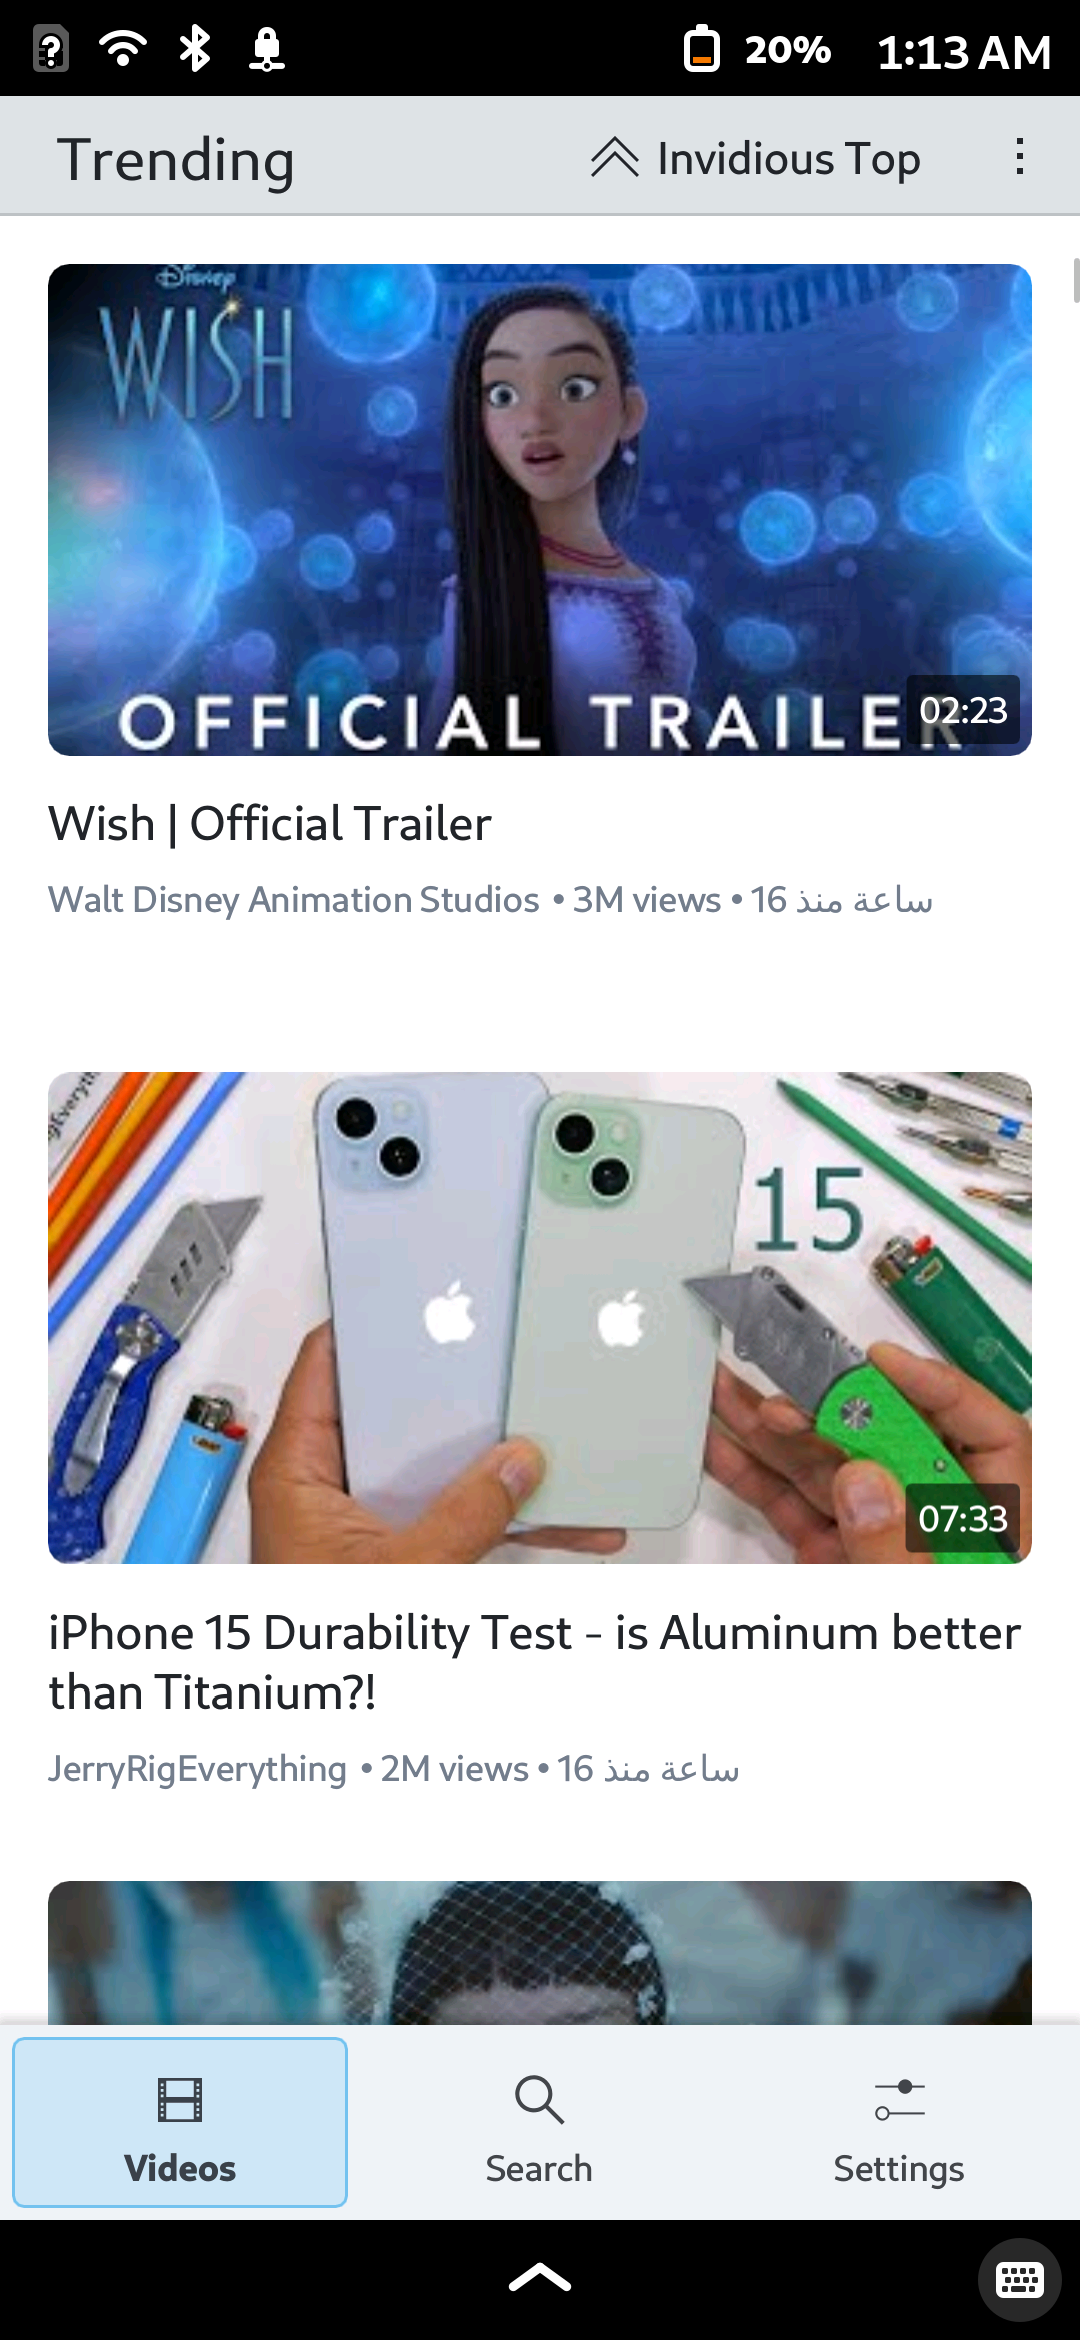 20% 1:13 AM
Trending Invidious Top
Disney
WISH
OFFICIAL TRAILER
02:23
Wish | Official Trailer
Walt Disney Animation Studios • 3M views • 16 ساعة منذ
15
07:33
iPhone 15 Durability Test - is Aluminum better
than Titanium?!
JerryRigEverything • 2M views • 16 ساعة منذ
Videos Search Settings